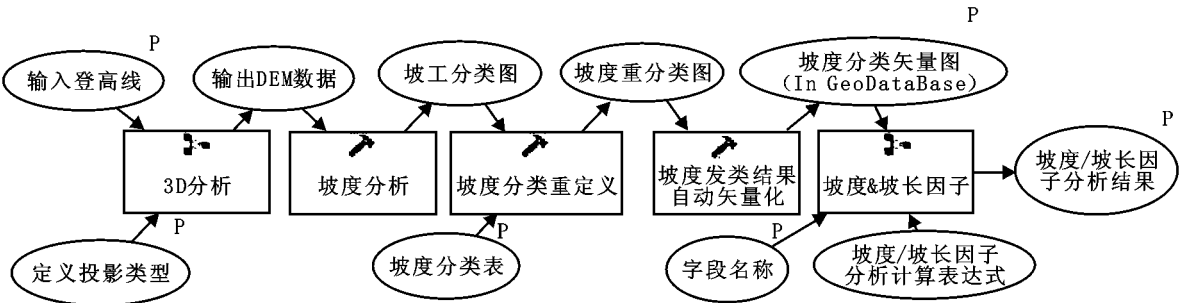 P
P
输入登高线
输出DEM数据
坡工分类图
坡度重分类图
坡度分类矢量图
(In GeoDataBase)
P
3D分析
坡度分析
坡度分类重定义
坡度发类结果
自动矢量化
坡度&坡长因子
坡度/坡长因
子分析结果
P
P
P
定义投影类型
坡度分类表
字段名称
坡度/坡长因子
分析计算表达式